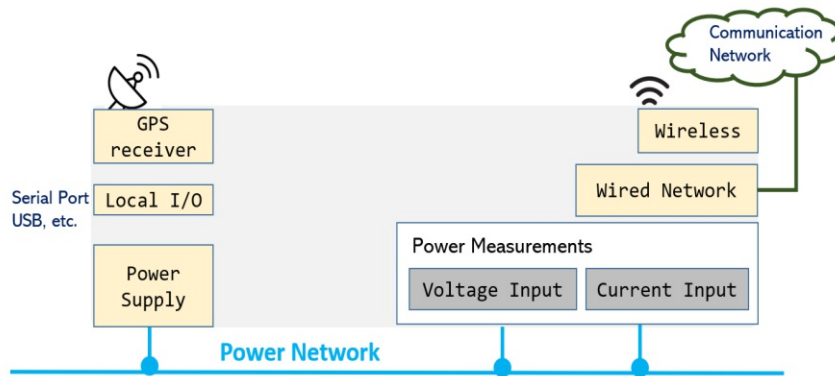 Communication
Network
GPS
receiver
Wireless
Serial Port
USB, etc.
Local I/O
Wired Network
Power
Supply
Power Measurements
Voltage Input
Current Input
Power Network